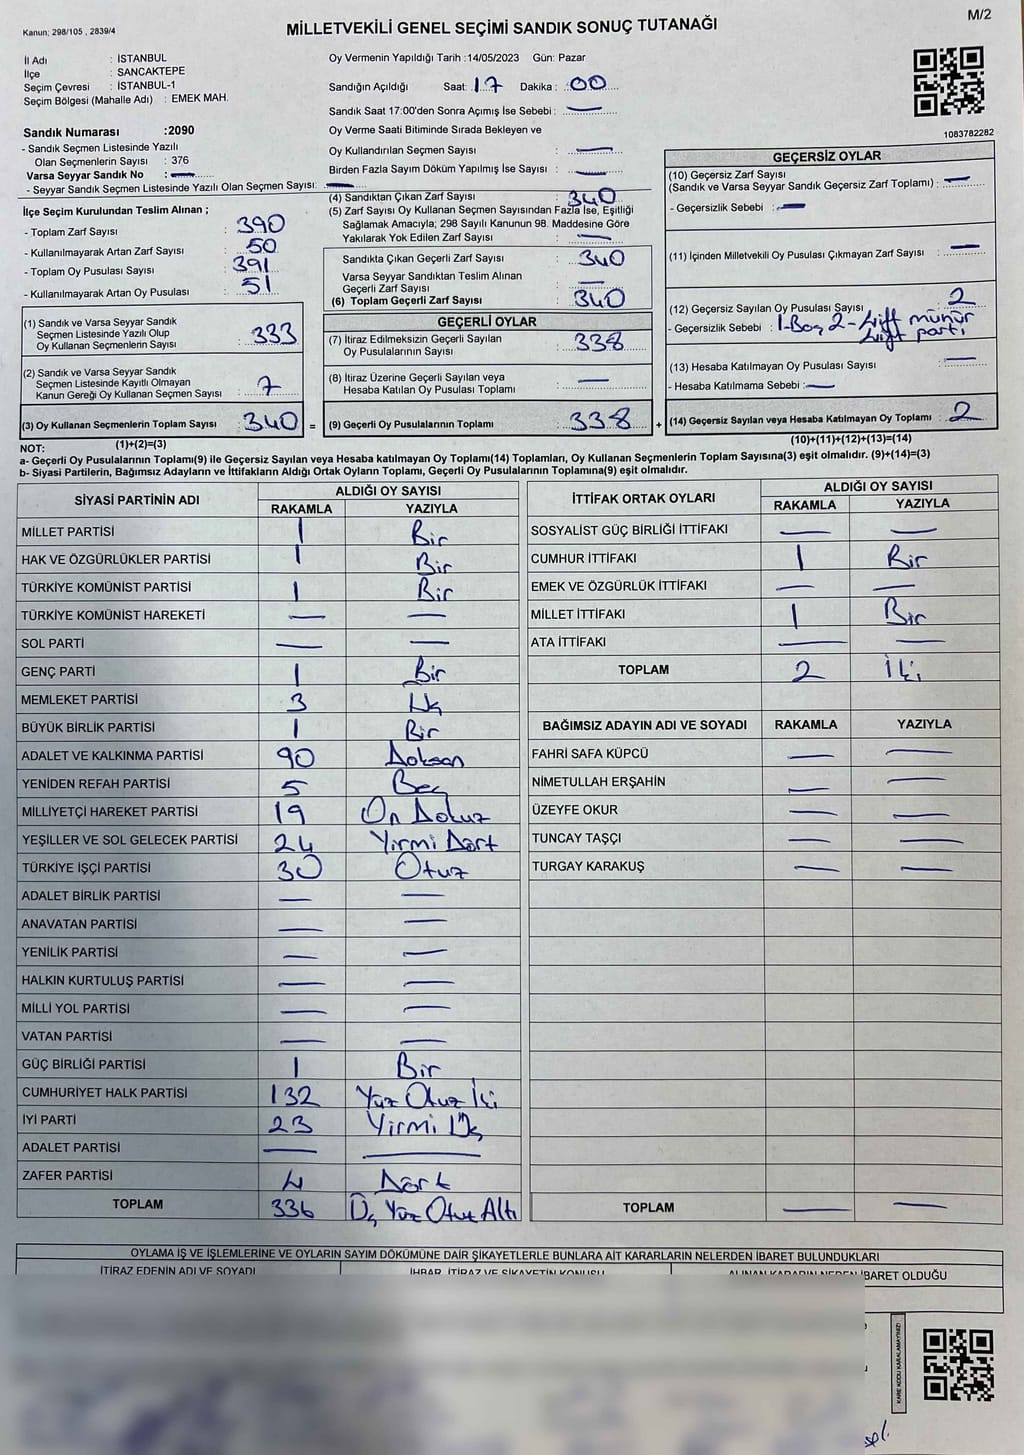 Kanun; 298/105 , 2839/4
MİLLETVEKİLİ GENEL SEÇİMİ SANDIK SONUÇ TUTANAĞI
M/2
İl Adı : İSTANBUL
İlçe : SANCAKTEPE
Seçim Çevresi : İSTANBUL-1
Seçim Bölgesi (Mahalle Adı) : EMEK MAH.
Sandık Numarası :2090
- Sandık Seçmen Listesinde Yazılı
Olan Seçmenlerin Sayısı : 376
Varsa Seyyar Sandık No : —
- Seyyar Sandık Seçmen Listesinde Yazılı Olan Seçmen Sayısı: —
Oy Vermenin Yapıldığı Tarih :14/05/2023 Gün: Pazar
Sandığın Açıldığı Saat: 17 Dakika : 00
Sandık Saat 17:00'den Sonra Açımış İse Sebebi : —
Oy Verme Saati Bitiminde Sırada Bekleyen ve
Oy Kullandırılan Seçmen Sayısı : —
Birden Fazla Sayım Döküm Yapılmış İse Sayısı : —
1083782282
İlçe Seçim Kurulundan Teslim Alınan ;
- Toplam Zarf Sayısı : 390
- Kullanılmayarak Artan Zarf Sayısı : 50
- Toplam Oy Pusulası Sayısı : 391
- Kullanılmayarak Artan Oy Pusulası : 51
(4) Sandıktan Çıkan Zarf Sayısı : 340
(5) Zarf Sayısı Oy Kullanan Seçmen Sayısından Fazla İse, Eşitliği
Sağlamak Amacıyla; 298 Sayılı Kanunun 98. Maddesine Göre
Yakılarak Yok Edilen Zarf Sayısı : —
Sandıkta Çıkan Geçerli Zarf Sayısı : 340
Varsa Seyyar Sandıktan Teslim Alınan
Geçerli Zarf Sayısı : —
(6) Toplam Geçerli Zarf Sayısı : 340
GEÇERSİZ OYLAR
(10) Geçersiz Zarf Sayısı
(Sandık ve Varsa Seyyar Sandık Geçersiz Zarf Toplamı) : —
- Geçersizlik Sebebi : —
(11) İçinden Milletvekili Oy Pusulası Çıkmayan Zarf Sayısı : —
(12) Geçersiz Sayılan Oy Pusulası Sayısı : 2
- Geçersizlik Sebebi : 1-Boş 2- Çift mühür
Çift parti
(13) Hesaba Katılmayan Oy Pusulası Sayısı : —
- Hesaba Katılmama Sebebi : —
(14) Geçersiz Sayılan veya Hesaba Katılmayan Oy Toplamı : 2
(10)+(11)+(12)+(13)=(14)
(1) Sandık ve Varsa Seyyar Sandık
Seçmen Listesinde Yazılı Olup
Oy Kullanan Seçmenlerin Sayısı : 333
(2) Sandık ve Varsa Seyyar Sandık
Seçmen Listesinde Kayıtlı Olmayan
Kanun Gereği Oy Kullanan Seçmen Sayısı : 7
(3) Oy Kullanan Seçmenlerin Toplam Sayısı : 340 =
(1)+(2)=(3)
GEÇERLİ OYLAR
(7) İtiraz Edilmeksizin Geçerli Sayılan
Oy Pusulalarının Sayısı : 338
(8) İtiraz Üzerine Geçerli Sayılan veya
Hesaba Katılan Oy Pusulası Toplamı : —
(9) Geçerli Oy Pusulalarının Toplamı : 338 +
NOT:
a- Geçerli Oy Pusulalarının Toplamı(9) ile Geçersiz Sayılan veya Hesaba katılmayan Oy Toplamı(14) Toplamları, Oy Kullanan Seçmenlerin Toplam Sayısına(3) eşit olmalıdır. (9)+(14)=(3)
b- Siyasi Partilerin, Bağımsız Adayların ve İttifakların Aldığı Ortak Oyların Toplamı, Geçerli Oy Pusulalarının Toplamına(9) eşit olmalıdır.
SİYASİ PARTİNİN ADI ALDIĞI OY SAYISI
RAKAMLA YAZIYLA
MİLLET PARTİSİ 1 Bir
HAK VE ÖZGÜRLÜKLER PARTİSİ 1 Bir
TÜRKİYE KOMÜNİST PARTİSİ 1 Bir
TÜRKİYE KOMÜNİST HAREKETİ — —
SOL PARTİ — —
GENÇ PARTİ 1 Bir
MEMLEKET PARTİSİ 3 Üç
BÜYÜK BİRLİK PARTİSİ 1 Bir
ADALET VE KALKINMA PARTİSİ 90 Doksan
YENİDEN REFAH PARTİSİ 5 Beş
MİLLİYETÇİ HAREKET PARTİSİ 19 On Dokuz
YEŞİLLER VE SOL GELECEK PARTİSİ 24 Yirmi Dört
TÜRKİYE İŞÇİ PARTİSİ 30 Otuz
ADALET BİRLİK PARTİSİ — —
ANAVATAN PARTİSİ — —
YENİLİK PARTİSİ — —
HALKIN KURTULUŞ PARTİSİ — —
MİLLİ YOL PARTİSİ — —
VATAN PARTİSİ — —
GÜÇ BİRLİĞİ PARTİSİ 1 Bir
CUMHURİYET HALK PARTİSİ 132 Yüz Otuz İki
İYİ PARTİ 23 Yirmi Üç
ADALET PARTİSİ — —
ZAFER PARTİSİ 4 Dört
TOPLAM 336 Üç Yüz Otuz Altı
İTTİFAK ORTAK OYLARI ALDIĞI OY SAYISI
RAKAMLA YAZIYLA
SOSYALİST GÜÇ BİRLİĞİ İTTİFAKI — —
CUMHUR İTTİFAKI 1 Bir
EMEK VE ÖZGÜRLÜK İTTİFAKI — —
MİLLET İTTİFAKI 1 Bir
ATA İTTİFAKI — —
TOPLAM 2 İki
BAĞIMSIZ ADAYIN ADI VE SOYADI RAKAMLA YAZIYLA
FAHRİ SAFA KÜPCÜ — —
NİMETULLAH ERŞAHİN — —
ÜZEYFE OKUR — —
TUNCAY TAŞÇI — —
TURGAY KARAKUŞ — —
TOPLAM — —
OYLAMA İŞ VE İŞLEMLERİNE VE OYLARIN SAYIM DÖKÜMÜNE DAİR ŞİKAYETLERLE BUNLARA AİT KARARLARIN NELERDEN İBARET BULUNDUKLARI
İTİRAZ EDENİN ADI VE SOYADI İHBAR, İTİRAZ VE ŞİKAYETİN KONUSU ALINAN KARARIN NEDEN İBARET OLDUĞU
KARE KODU KARALAMAYINIZ!